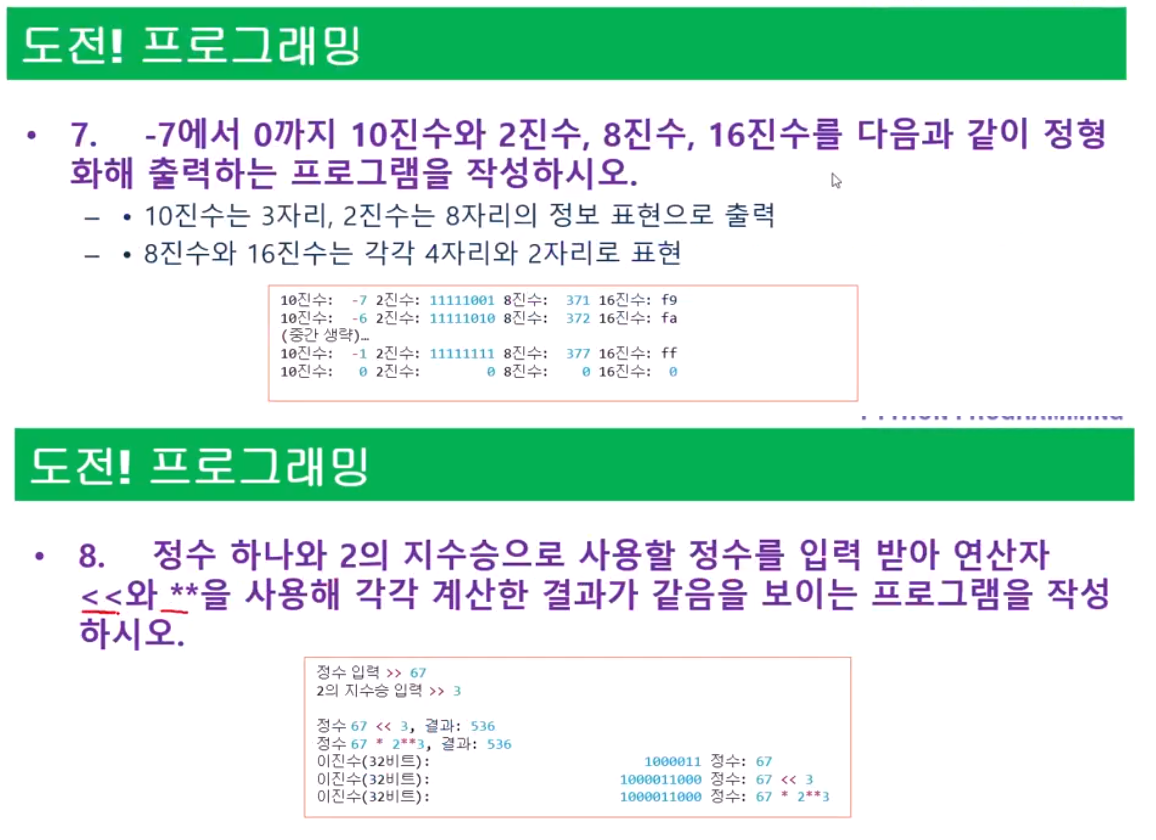 도전! 프로그래밍
• 7. -7에서 0까지 10진수와 2진수, 8진수, 16진수를 다음과 같이 정형
화해 출력하는 프로그램을 작성하시오.
– • 10진수는 3자리, 2진수는 8자리의 정보 표현으로 출력
– • 8진수와 16진수는 각각 4자리와 2자리로 표현
10진수:  -7 2진수: 11111001 8진수:  371 16진수: f9
10진수:  -6 2진수: 11111010 8진수:  372 16진수: fa
(중간 생략)…
10진수:  -1 2진수: 11111111 8진수:  377 16진수: ff
10진수:   0 2진수:        0 8진수:    0 16진수:  0
PYTHON PROGRAMMING
도전! 프로그래밍
• 8. 정수 하나와 2의 지수승으로 사용할 정수를 입력 받아 연산자
<<와 **을 사용해 각각 계산한 결과가 같음을 보이는 프로그램을 작성
하시오.
정수 입력 >> 67
2의 지수승 입력 >> 3
정수 67 << 3, 결과: 536
정수 67 * 2**3, 결과: 536
이진수(32비트):                          1000011 정수: 67
이진수(32비트):                       1000011000 정수: 67 << 3
이진수(32비트):                       1000011000 정수: 67 * 2**3